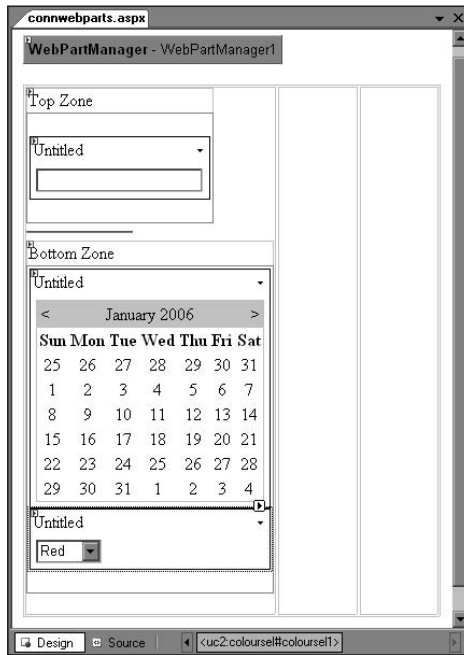 connwebparts.aspx
WebPartManager - WebPartManager1
Top Zone
Untitled
Bottom Zone
Untitled
< January 2006 >
Sun Mon Tue Wed Thu Fri Sat
25 26 27 28 29 30 31
1 2 3 4 5 6 7
8 9 10 11 12 13 14
15 16 17 18 19 20 21
22 23 24 25 26 27 28
29 30 31 1 2 3 4
Untitled
Red
Design Source <uc2:coloursel#coloursel1>